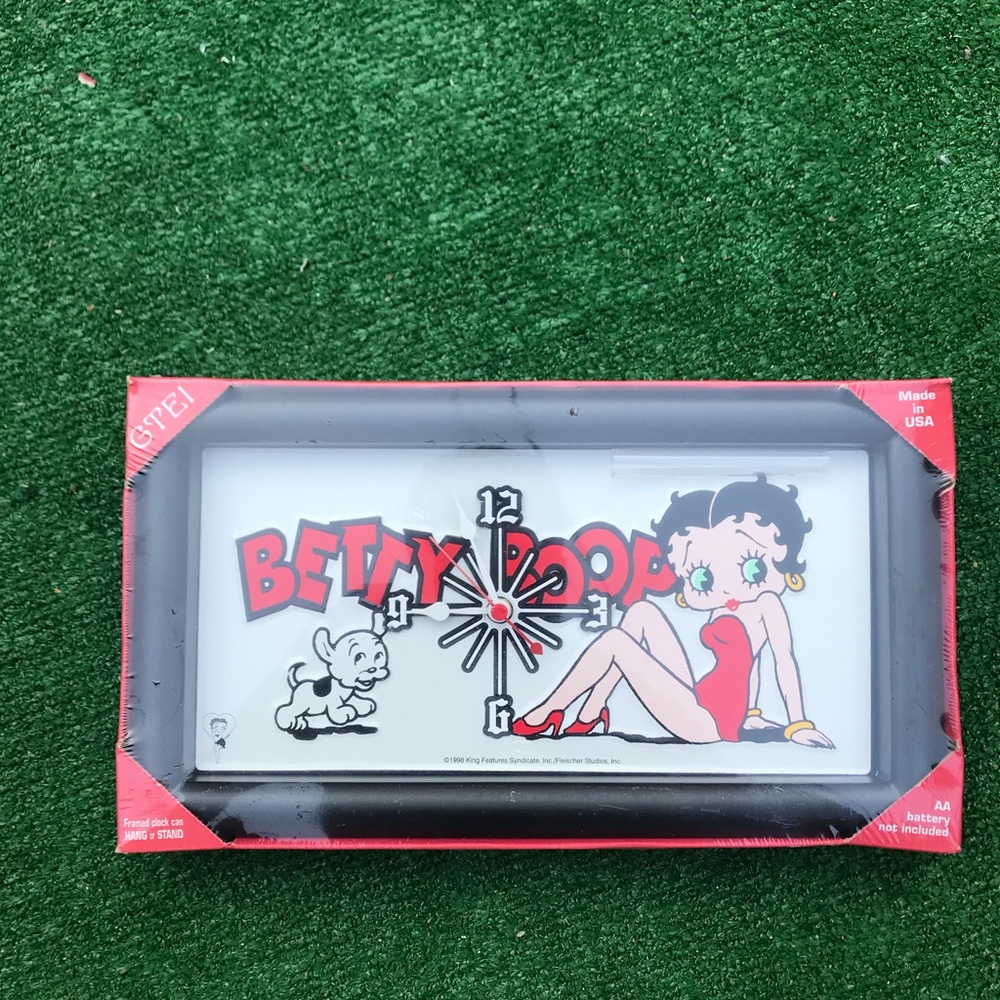 GTEI
Made
in
USA
BETTY BOOP
12
9
3
6
©1998 King Features Syndicate, Inc./Fleischer Studios, Inc.
Framed clock can
HANG or STAND
AA
battery
not included